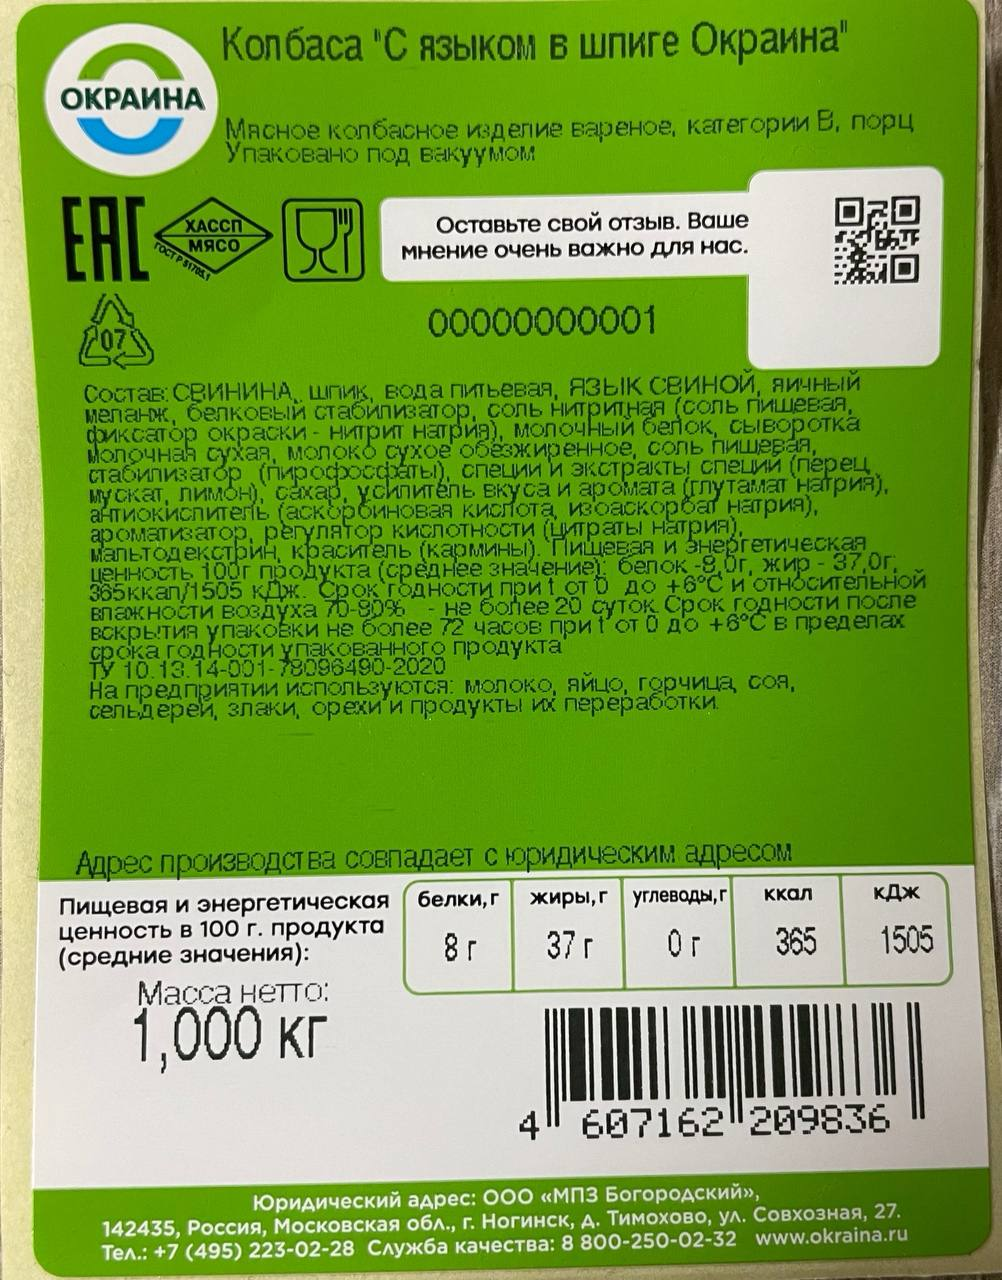 Колбаса "С языком в шпиге Окраина"
ОКРАИНА
Мясное колбасное изделие вареное, категории В, порц
Упаковано под вакуумом
ЕАС
ХАССП
МЯСО
ГОСТ Р 51705.1
Оставьте свой отзыв. Ваше
мнение очень важно для нас.
07
00000000001
Состав: СВИНИНА, шпик, вода питьевая, ЯЗЫК СВИНОЙ, яичный
меланж, белковый стабилизатор, соль нитритная (соль пищевая,
фиксатор окраски - нитрит натрия), молочный белок, сыворотка
молочная сухая, молоко сухое обезжиренное, соль пищевая,
стабилизатор (пирофосфаты), специи и экстракты специй (перец,
мускат, лимон), сахар, усилитель вкуса и аромата (глутамат натрия),
антиокислитель (аскорбиновая кислота, изоаскорбат натрия),
ароматизатор, регулятор кислотности (цитраты натрия),
мальтодекстрин, краситель (кармины). Пищевая и энергетическая
ценность 100г продукта (среднее значение): белок -8,0г, жир - 37,0г,
365ккал/1505 кДж. Срок годности при t от 0 до +6°С и относительной
влажности воздуха 70-80% - не более 20 суток Срок годности после
вскрытия упаковки не более 72 часов при t от 0 до +6°С в пределах
срока годности упакованного продукта
ТУ 10.13.14-001-78096490-2020
На предприятии используются: молоко, яйцо, горчица, соя,
сельдерей, злаки, орехи и продукты их переработки.
Адрес производства совпадает с юридическим адресом
Пищевая и энергетическая
ценность в 100 г. продукта
(средние значения):
белки,г жиры,г углеводы,г ккал кДж
8 г 37 г 0 г 365 1505
Масса нетто:
1,000 кг
4 607162 209836
Юридический адрес: ООО «МПЗ Богородский»,
142435, Россия, Московская обл., г. Ногинск, д. Тимохово, ул. Совхозная, 27.
Тел.: +7 (495) 223-02-28 Служба качества: 8 800-250-02-32 www.okraina.ru